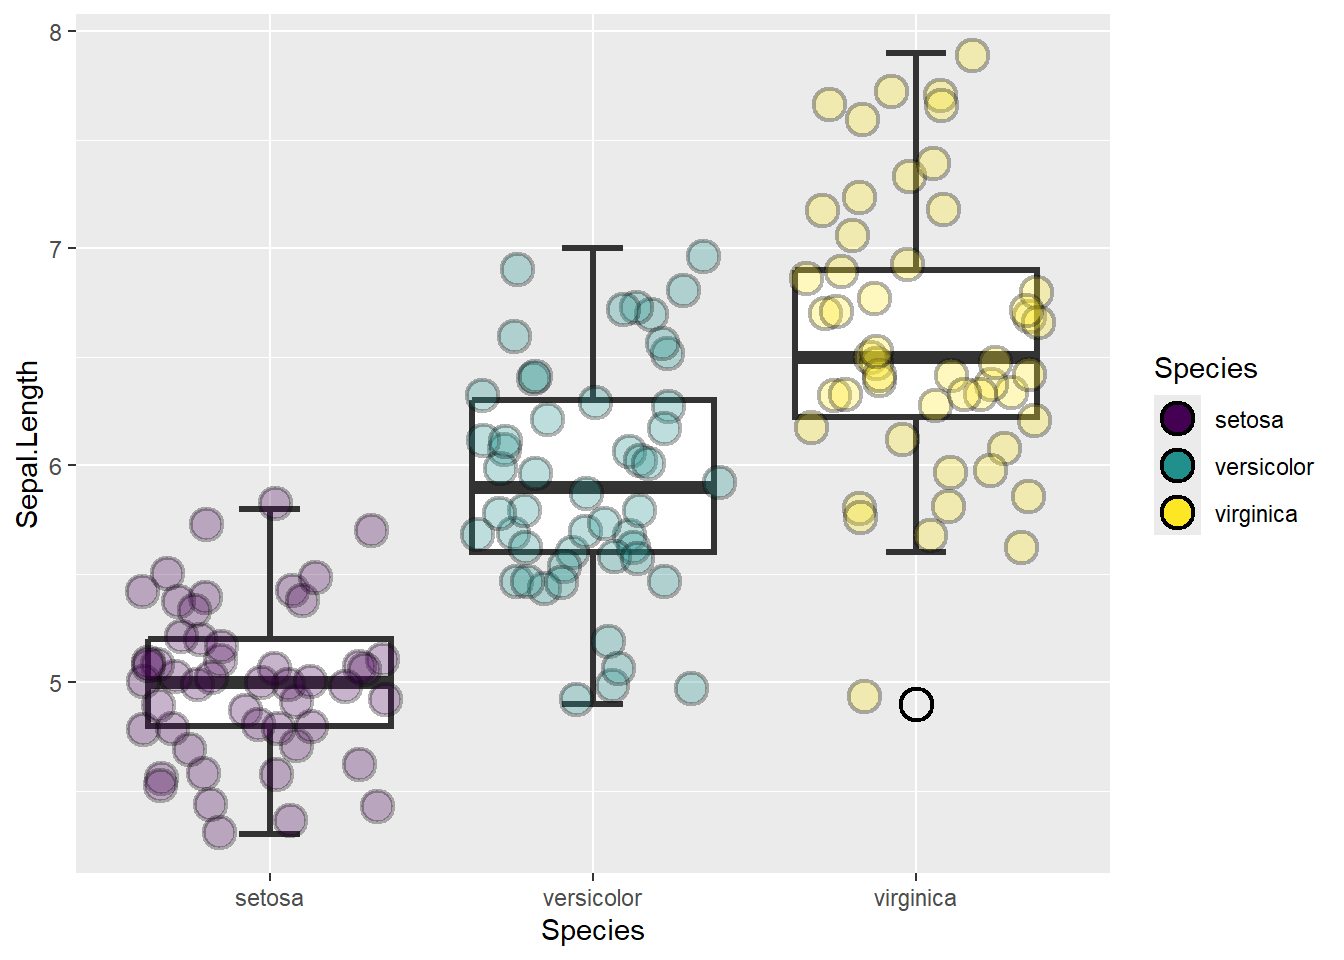 8
7
6
5
Sepal.Length
setosa
versicolor
virginica
Species
Species
setosa
versicolor
virginica